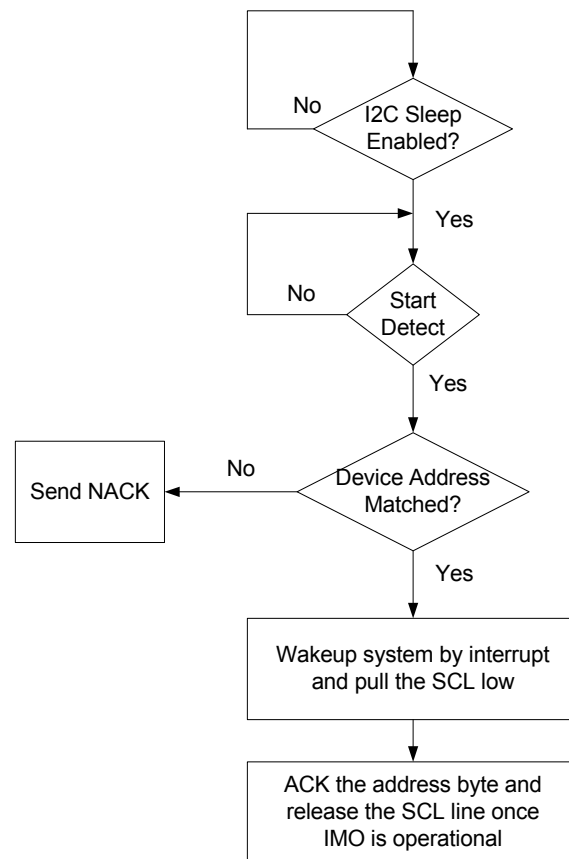 No
I2C Sleep
Enabled?
Yes
No
Start
Detect
Yes
No
Send NACK
Device Address
Matched?
Yes
Wakeup system by interrupt
and pull the SCL low
ACK the address byte and
release the SCL line once
IMO is operational